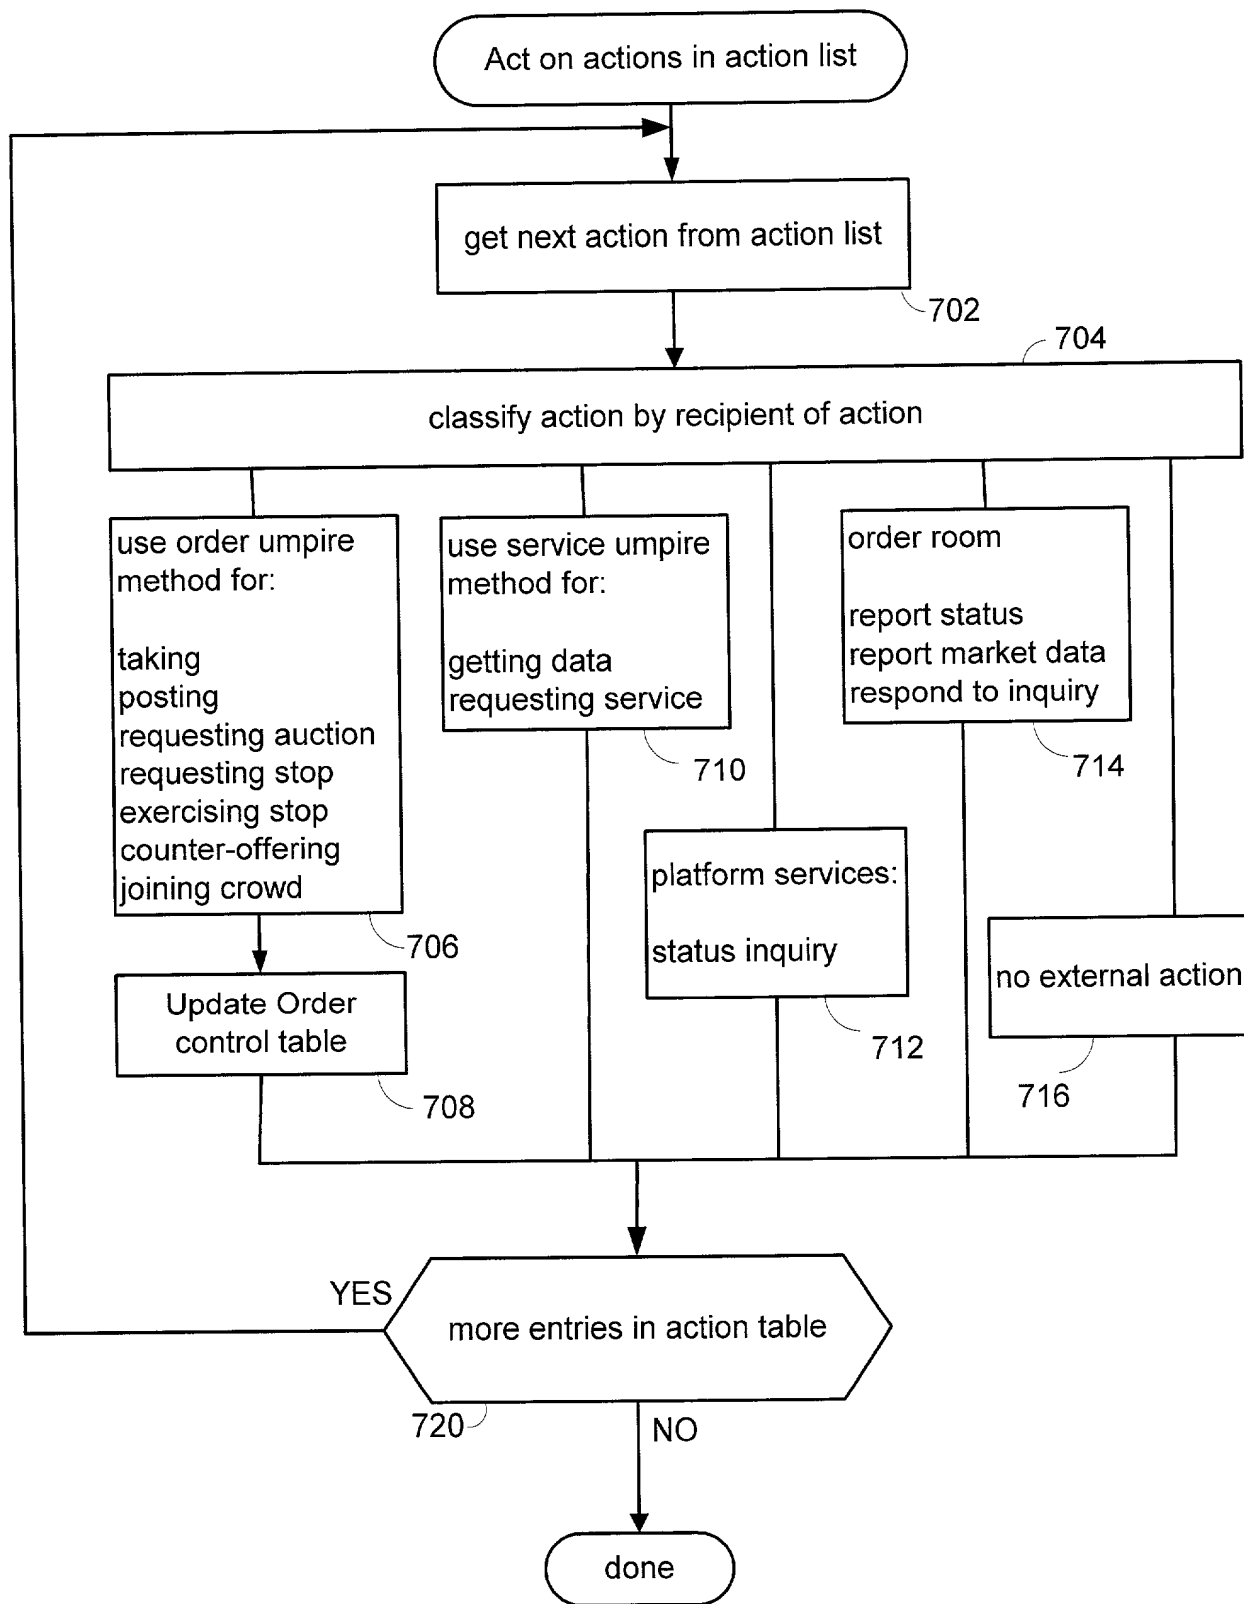 Act on actions in action list
get next action from action list
702
704
classify action by recipient of action
use order umpire
method for:
taking
posting
requesting auction
requesting stop
exercising stop
counter-offering
joining crowd
706
Update Order
control table
708
use service umpire
method for:
getting data
requesting service
710
platform services:
status inquiry
712
order room
report status
report market data
respond to inquiry
714
no external action
716
YES
more entries in action table
720
NO
done